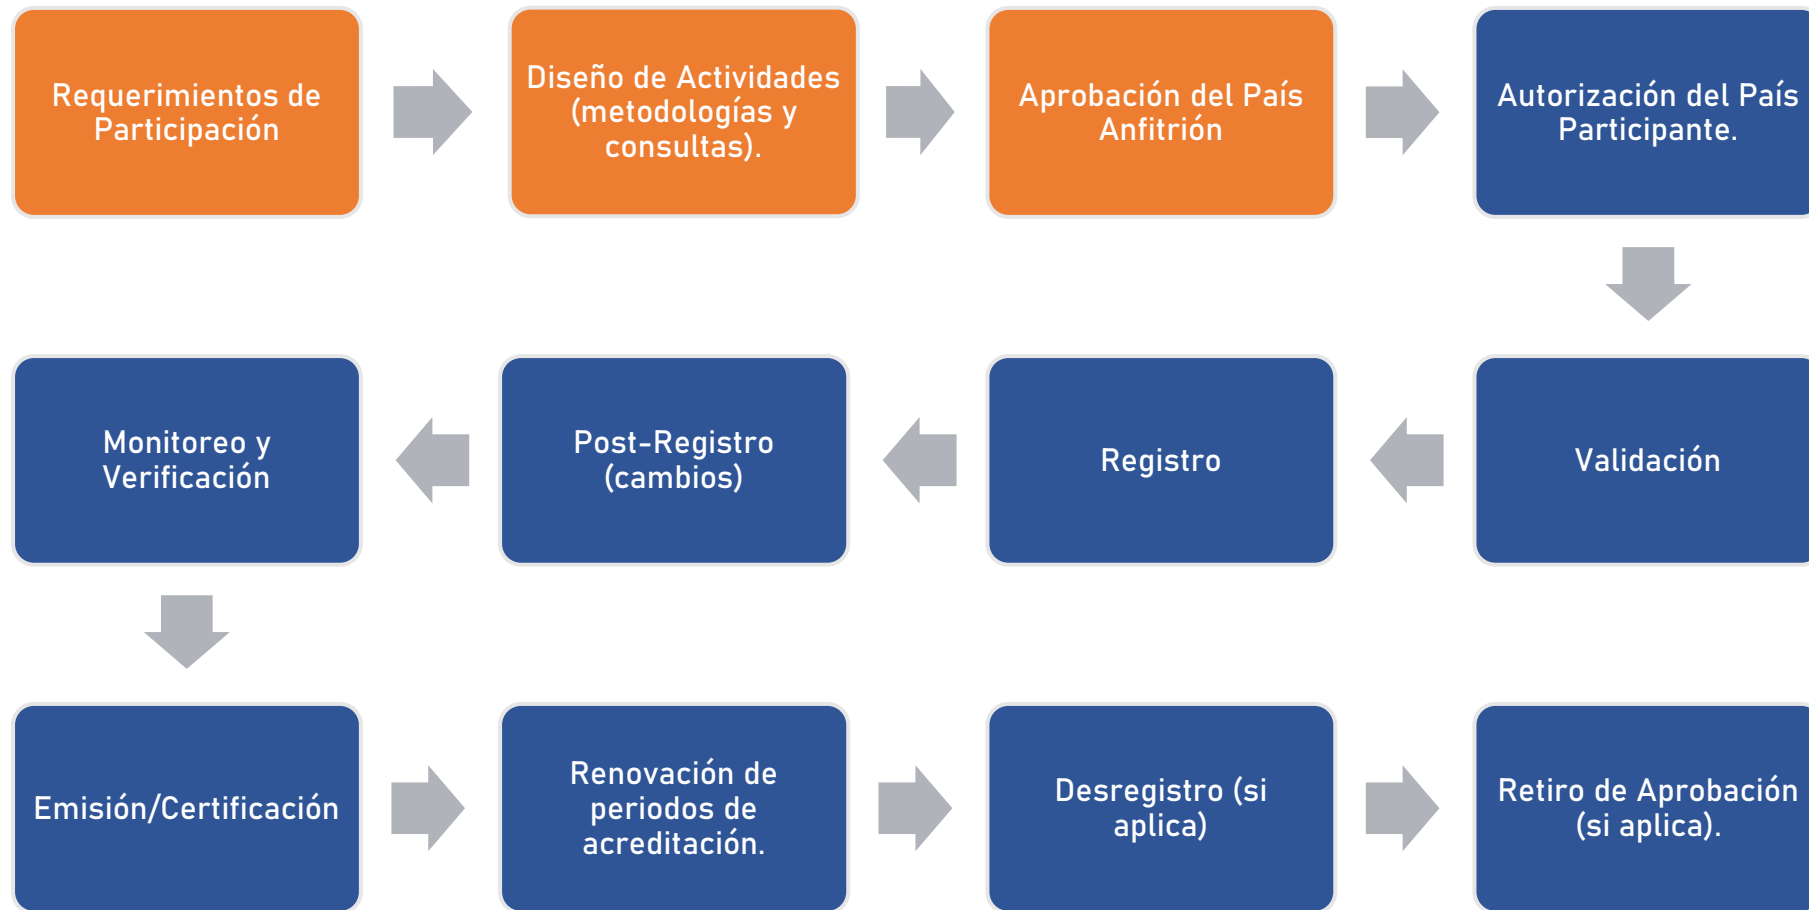 Requerimientos de
Participación
Diseño de Actividades
(metodologías y
consultas).
Aprobación del País
Anfitrión
Autorización del País
Participante.
Validación
Registro
Post-Registro
(cambios)
Monitoreo y
Verificación
Emisión/Certificación
Renovación de
periodos de
acreditación.
Desregistro (si
aplica)
Retiro de Aprobación
(si aplica).